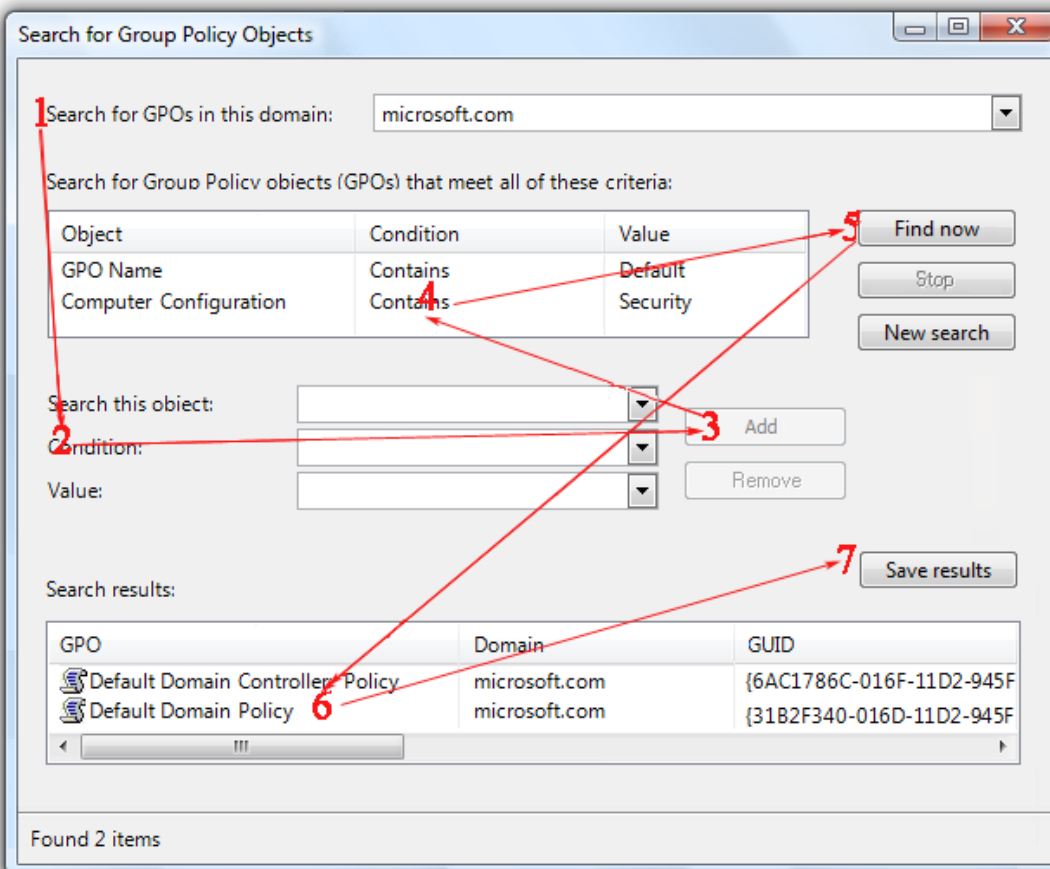 Search for Group Policy Objects
1
Search for GPOs in this domain: microsoft.com
Search for Group Policy objects (GPOs) that meet all of these criteria:
Object Condition Value 5 Find now
GPO Name Contains Default
Stop
Computer Configuration Contains 4 Security
New search
Search this object:
3 Add
2 Condition:
Value: Remove
7 Save results
Search results:
GPO Domain GUID
Default Domain Controllers Policy microsoft.com {6AC1786C-016F-11D2-945F
Default Domain Policy 6 microsoft.com {31B2F340-016D-11D2-945F
Found 2 items